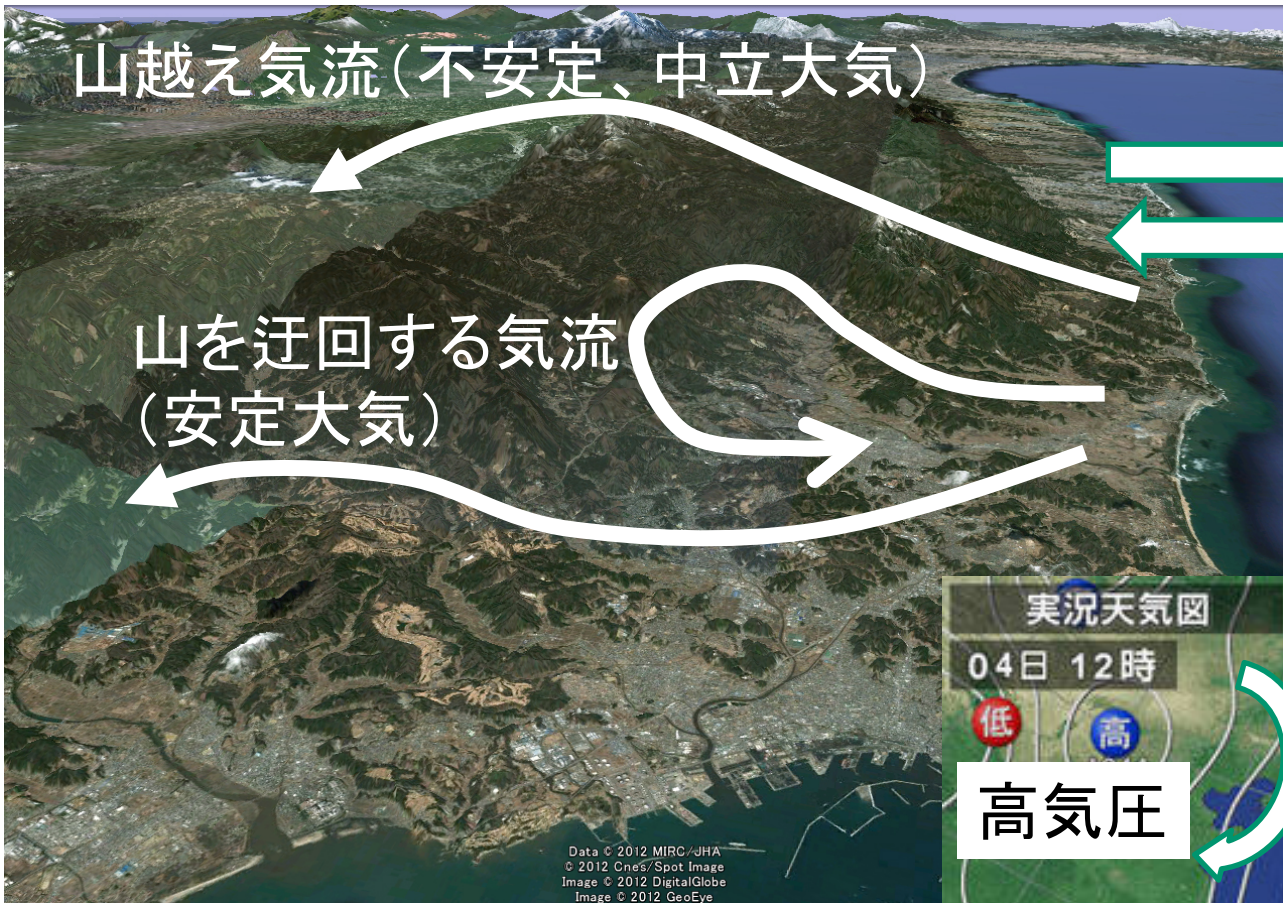 山越え気流(不安定、中立大気)
山を迂回する気流
(安定大気)
実況天気図
04日 12時
低
高
高気圧
Data © 2012 MIRC/JHA
© 2012 Cnes/Spot Image
Image © 2012 DigitalGlobe
Image © 2012 GeoEye